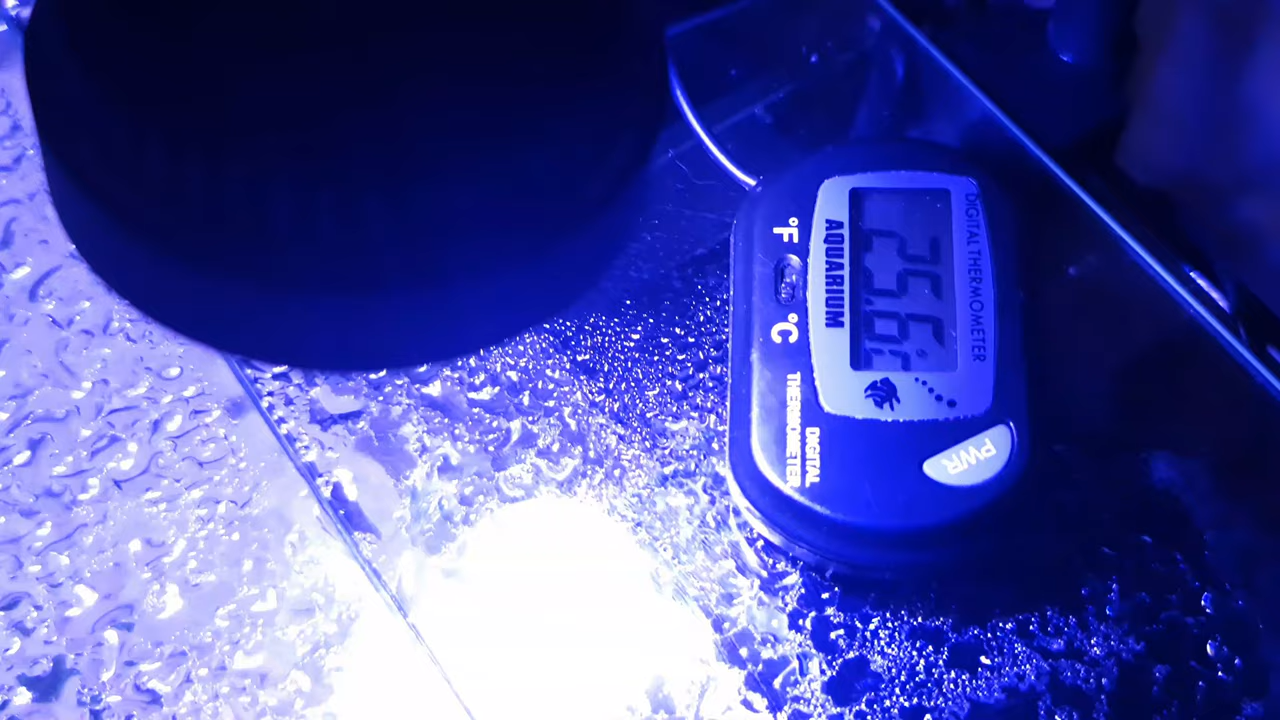 DIGITAL THERMOMETER
25.6°C
AQUARIUM
°F °C
DIGITAL
THERMOMETER
PWR